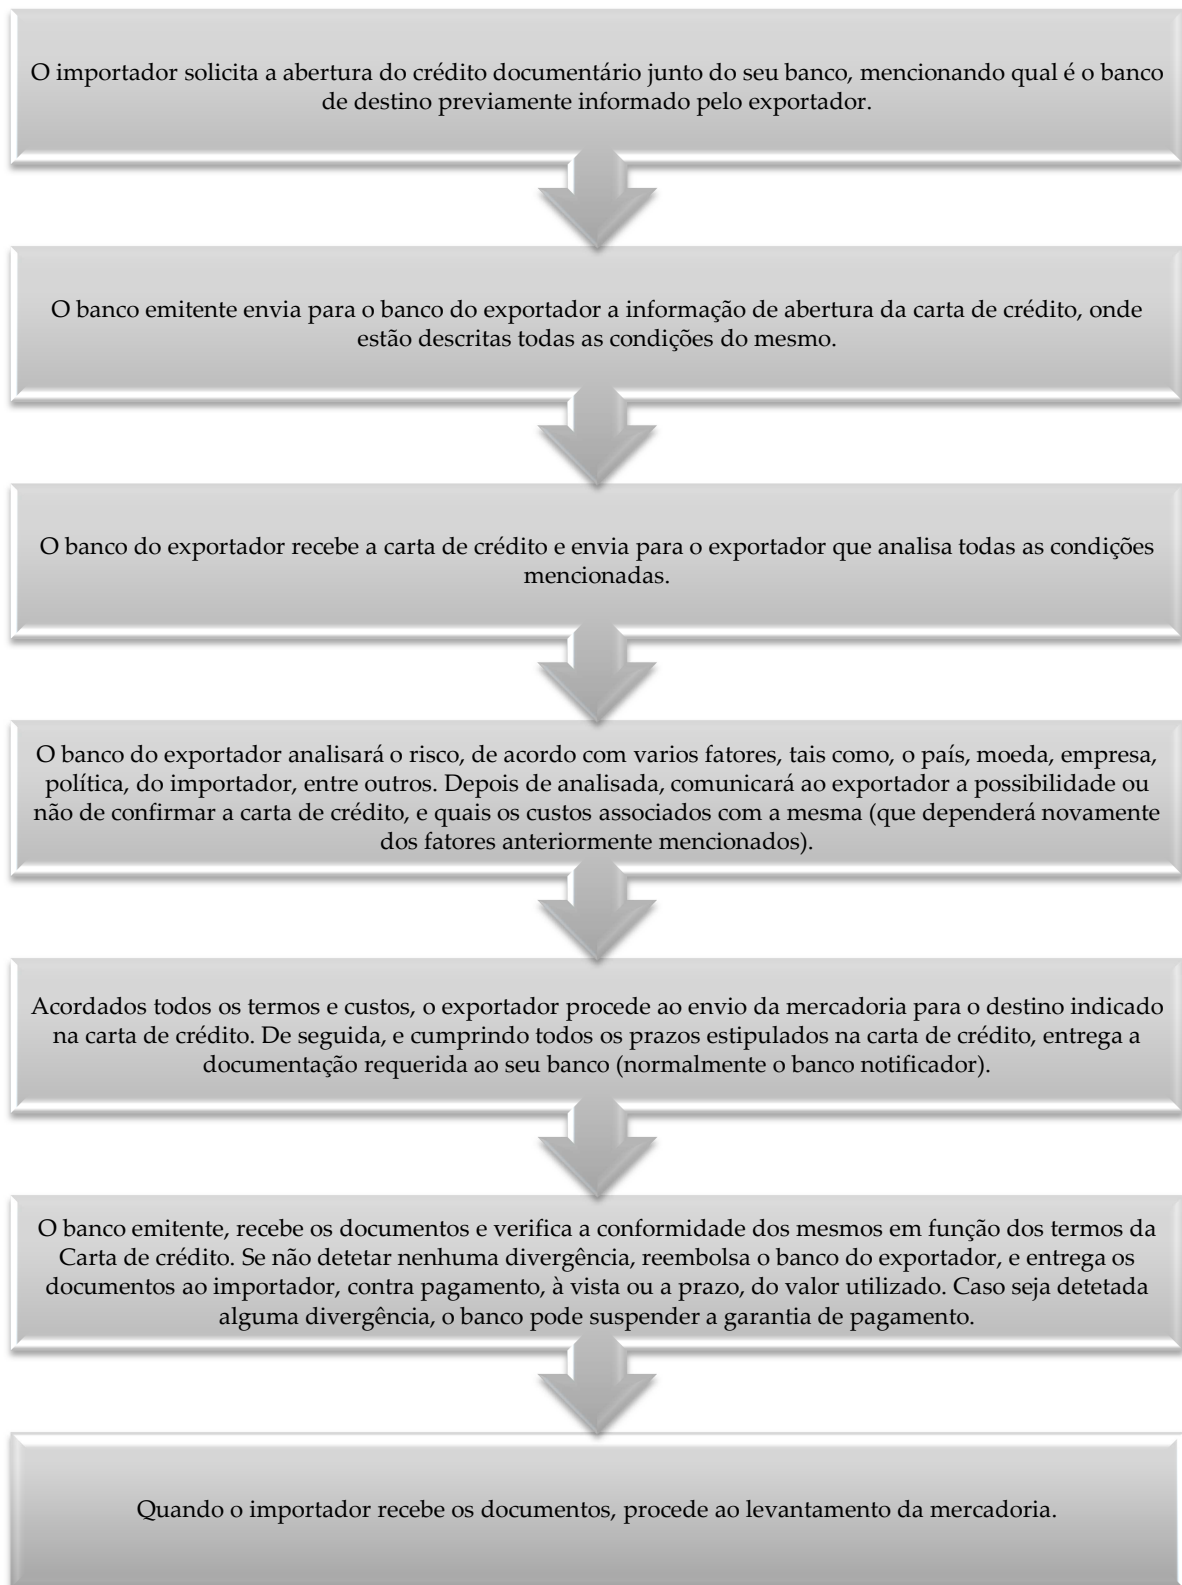 O importador solicita a abertura do crédito documentário junto do seu banco, mencionando qual é o banco
de destino previamente informado pelo exportador.
O banco emitente envia para o banco do exportador a informação de abertura da carta de crédito, onde
estão descritas todas as condições do mesmo.
O banco do exportador recebe a carta de crédito e envia para o exportador que analisa todas as condições
mencionadas.
O banco do exportador analisará o risco, de acordo com varios fatores, tais como, o país, moeda, empresa,
política, do importador, entre outros. Depois de analisada, comunicará ao exportador a possibilidade ou
não de confirmar a carta de crédito, e quais os custos associados com a mesma (que dependerá novamente
dos fatores anteriormente mencionados).
Acordados todos os termos e custos, o exportador procede ao envio da mercadoria para o destino indicado
na carta de crédito. De seguida, e cumprindo todos os prazos estipulados na carta de crédito, entrega a
documentação requerida ao seu banco (normalmente o banco notificador).
O banco emitente, recebe os documentos e verifica a conformidade dos mesmos em função dos termos da
Carta de crédito. Se não detetar nenhuma divergência, reembolsa o banco do exportador, e entrega os
documentos ao importador, contra pagamento, à vista ou a prazo, do valor utilizado. Caso seja detetada
alguma divergência, o banco pode suspender a garantia de pagamento.
Quando o importador recebe os documentos, procede ao levantamento da mercadoria.